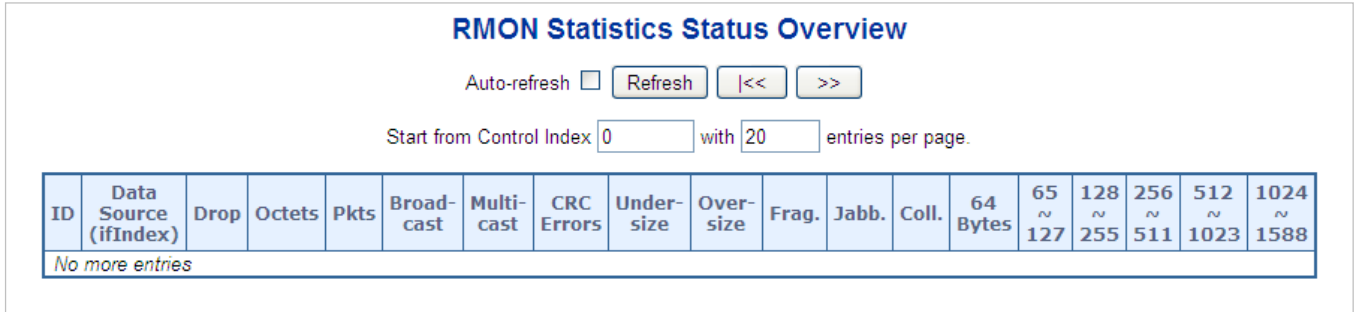 RMON Statistics Status Overview
Auto-refresh Refresh |<< >>
Start from Control Index 0 with 20 entries per page.
ID Data Source (ifIndex) Drop Octets Pkts Broad-cast Multi-cast CRC Errors Under-size Over-size Frag. Jabb. Coll. 64 Bytes 65 ~ 127 128 ~ 255 256 ~ 511 512 ~ 1023 1024 ~ 1588
No more entries